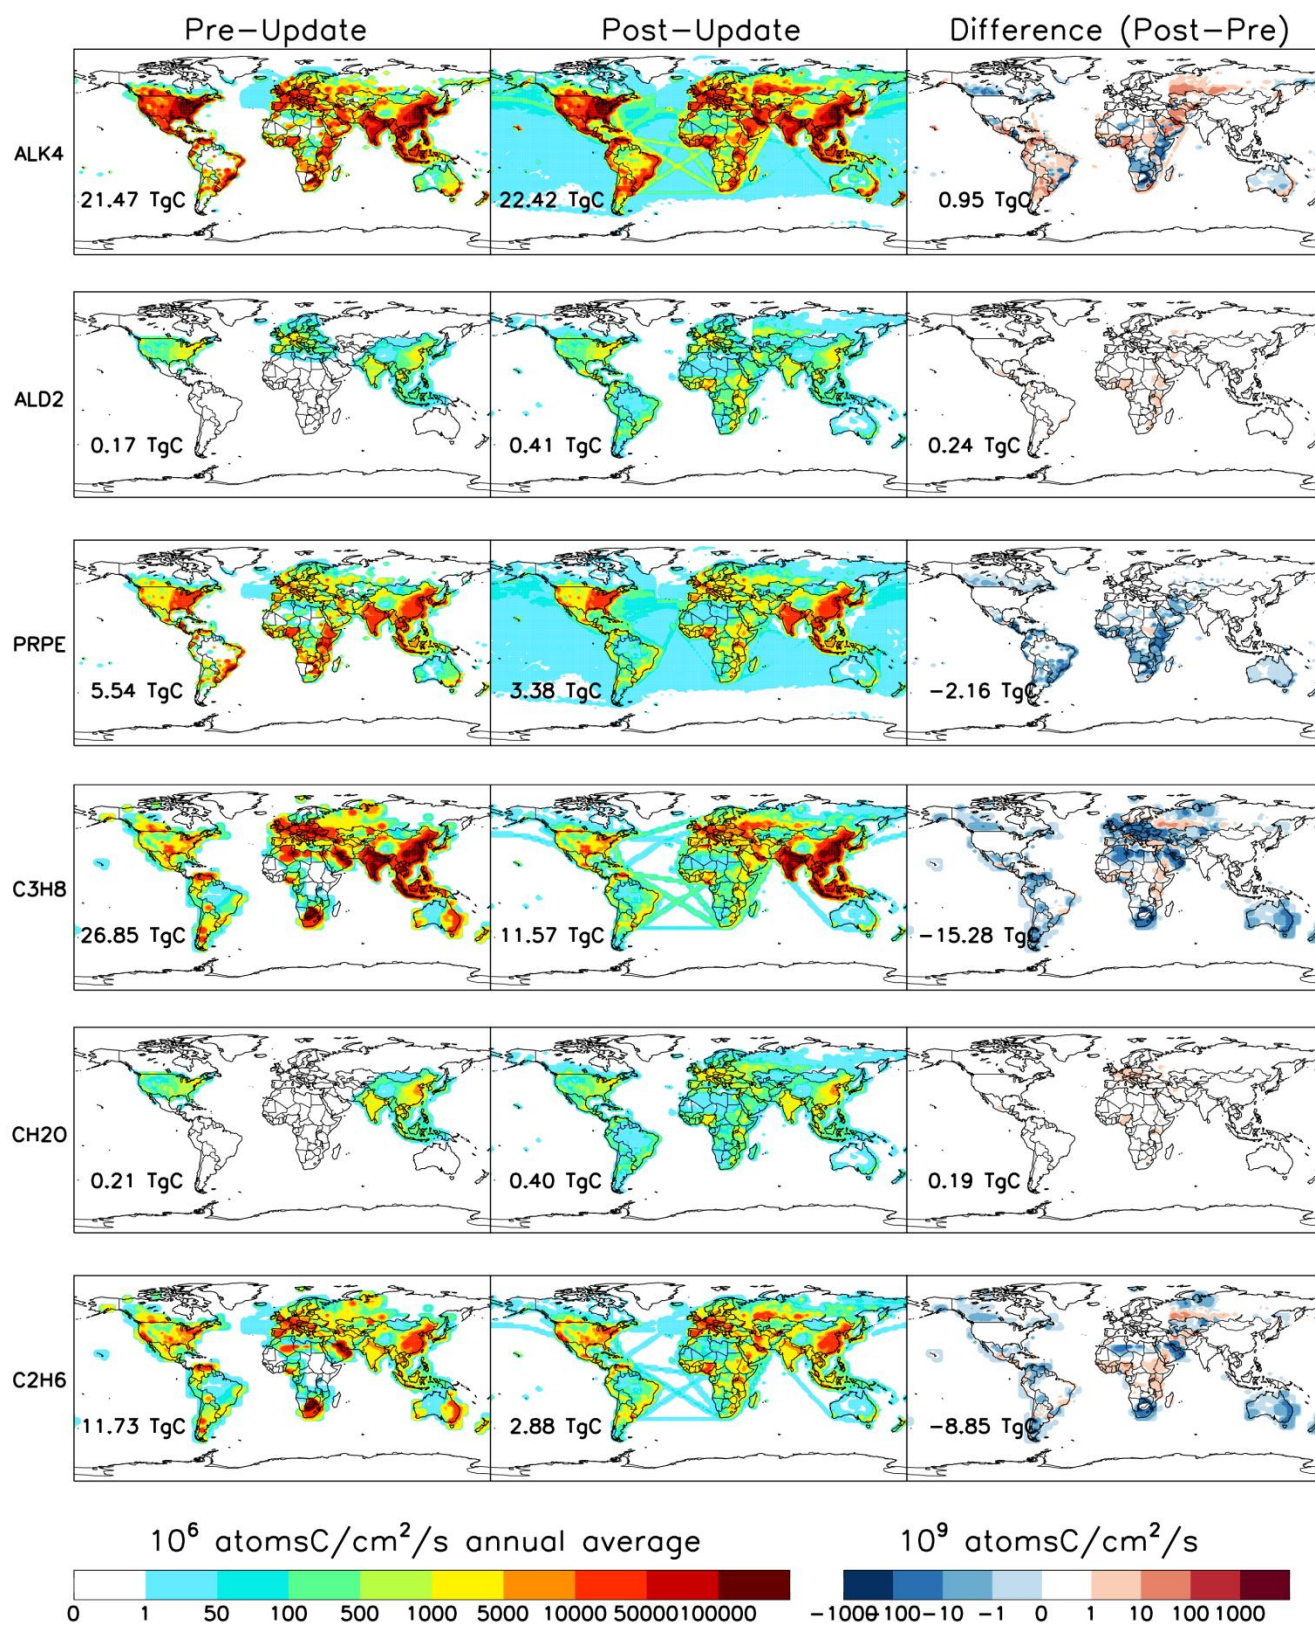 Pre-Update Post-Update Difference (Post-Pre)
ALK4 21.47 TgC 22.42 TgC 0.95 TgC
ALD2 0.17 TgC 0.41 TgC 0.24 TgC
PRPE 5.54 TgC 3.38 TgC -2.16 TgC
C3H8 26.85 TgC 11.57 TgC -15.28 TgC
CH2O 0.21 TgC 0.40 TgC 0.19 TgC
C2H6 11.73 TgC 2.88 TgC -8.85 TgC
10⁶ atomsC/cm²/s annual average 10⁹ atomsC/cm²/s
0 1 50 100 500 1000 5000 10000 50000 100000 -1000 -100 -10 -1 0 1 10 100 1000